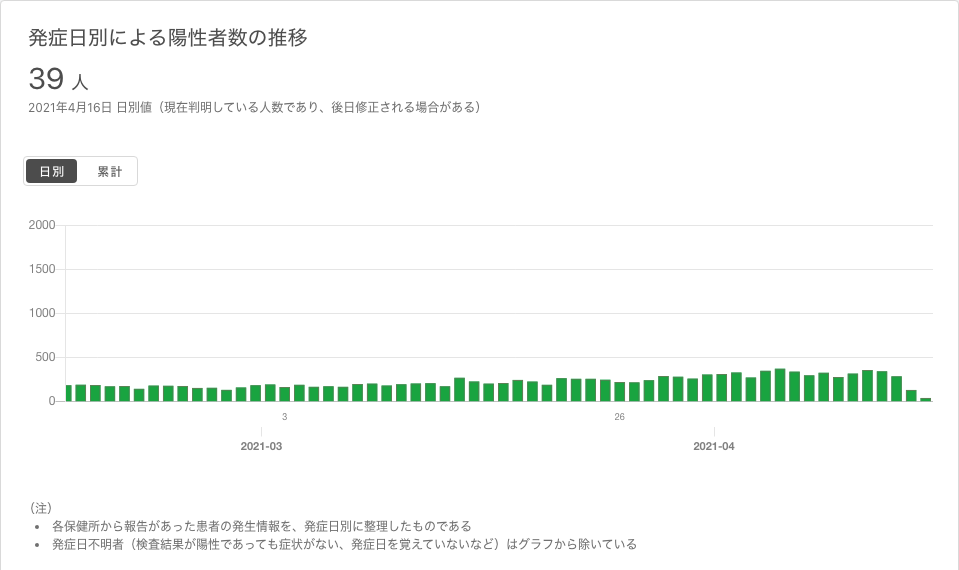 発症日別による陽性者数の推移
39 人
2021年4月16日 日別値（現在判明している人数であり、後日修正される場合がある）
日別 累計
2000
1500
1000
500
0
3 26
2021-03 2021-04
（注）
• 各保健所から報告があった患者の発生情報を、発症日別に整理したものである
• 発症日不明者（検査結果が陽性であっても症状がない、発症日を覚えていないなど）はグラフから除いている